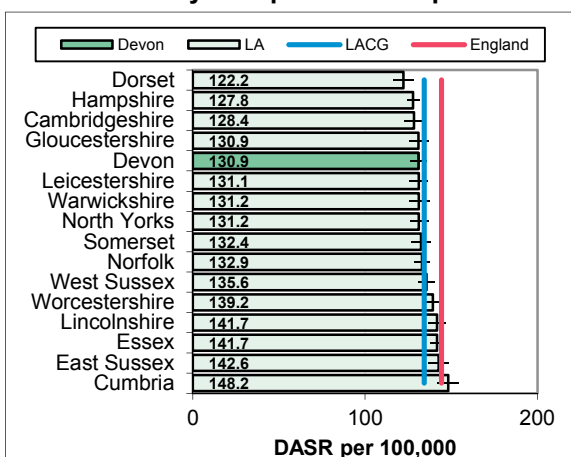 Devon LA LACG England
Dorset 122.2
Hampshire 127.8
Cambridgeshire 128.4
Gloucestershire 130.9
Devon 130.9
Leicestershire 131.1
Warwickshire 131.2
North Yorks 131.2
Somerset 132.4
Norfolk 132.9
West Sussex 135.6
Worcestershire 139.2
Lincolnshire 141.7
Essex 141.7
East Sussex 142.6
Cumbria 148.2
0 100 200
DASR per 100,000